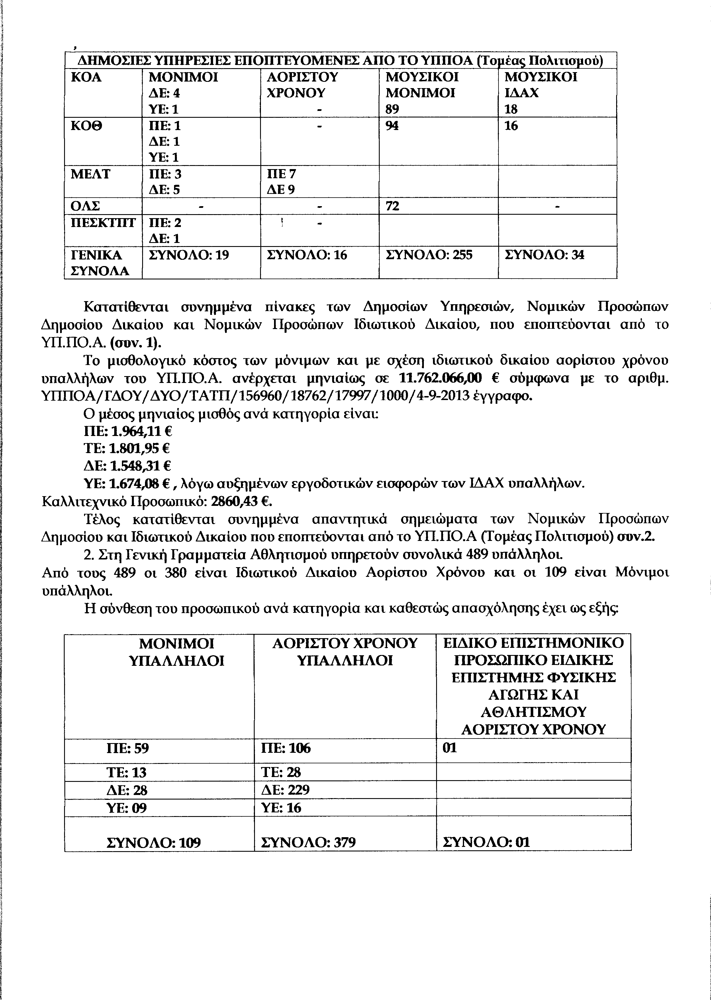 ΔΗΜΟΣΙΕΣ ΥΠΗΡΕΣΙΕΣ ΕΠΟΠΤΕΥΟΜΕΝΕΣ ΑΠΟ ΤΟ ΥΠΠΟΑ (Τομέας Πολιτισμού)
ΚΟΑ ΜΟΝΙΜΟΙ ΑΟΡΙΣΤΟΥ ΜΟΥΣΙΚΟΙ ΜΟΥΣΙΚΟΙ
ΔΕ: 4 ΧΡΟΝΟΥ ΜΟΝΙΜΟΙ ΙΔΑΧ
ΥΕ: 1 - 89 18
ΚΟΘ ΠΕ: 1 - 94 16
ΔΕ: 1
ΥΕ: 1
ΜΕΛΤ ΠΕ: 3 ΠΕ 7
ΔΕ: 5 ΔΕ 9
ΟΛΣ - - 72 -
ΠΕΣΚΤΠΤ ΠΕ: 2 -
ΔΕ: 1
ΓΕΝΙΚΑ ΣΥΝΟΛΟ: 19 ΣΥΝΟΛΟ: 16 ΣΥΝΟΛΟ: 255 ΣΥΝΟΛΟ: 34
ΣΥΝΟΛΑ
Κατατίθενται συνημμένα πίνακες των Δημοσίων Υπηρεσιών, Νομικών Προσώπων
Δημοσίου Δικαίου και Νομικών Προσώπων Ιδιωτικού Δικαίου, που εποπτεύονται από το
ΥΠ.ΠΟ.Α. (συν. 1).
Το μισθολογικό κόστος των μόνιμων και με σχέση ιδιωτικού δικαίου αορίστου χρόνου
υπαλλήλων του ΥΠ.ΠΟ.Α. ανέρχεται μηνιαίως σε 11.762.066,00 € σύμφωνα με το αριθμ.
ΥΠΠΟΑ/ΓΔΟΥ/ΔΥΟ/ΤΑΤΠ/156960/18762/17997/1000/4-9-2013 έγγραφο.
Ο μέσος μηνιαίος μισθός ανά κατηγορία είναι:
ΠΕ: 1.964,11 €
ΤΕ: 1.801,95 €
ΔΕ: 1.548,31 €
ΥΕ: 1.674,08 € , λόγω αυξημένων εργοδοτικών εισφορών των ΙΔΑΧ υπαλλήλων.
Καλλιτεχνικό Προσωπικό: 2860,43 €.
Τέλος κατατίθενται συνημμένα απαντητικά σημειώματα των Νομικών Προσώπων
Δημοσίου και Ιδιωτικού Δικαίου που εποπτεύονται από το ΥΠ.ΠΟ.Α (Τομέας Πολιτισμού) συν.2.
2. Στη Γενική Γραμματεία Αθλητισμού υπηρετούν συνολικά 489 υπάλληλοι.
Από τους 489 οι 380 είναι Ιδιωτικού Δικαίου Αορίστου Χρόνου και οι 109 είναι Μόνιμοι
υπάλληλοι.
Η σύνθεση του προσωπικού ανά κατηγορία και καθεστώς απασχόλησης έχει ως εξής:
ΜΟΝΙΜΟΙ ΑΟΡΙΣΤΟΥ ΧΡΟΝΟΥ ΕΙΔΙΚΟ ΕΠΙΣΤΗΜΟΝΙΚΟ
ΥΠΑΛΛΗΛΟΙ ΥΠΑΛΛΗΛΟΙ ΠΡΟΣΩΠΙΚΟ ΕΙΔΙΚΗΣ
ΕΠΙΣΤΗΜΗΣ ΦΥΣΙΚΗΣ
ΑΓΩΓΗΣ ΚΑΙ
ΑΘΛΗΤΙΣΜΟΥ
ΑΟΡΙΣΤΟΥ ΧΡΟΝΟΥ
ΠΕ: 59 ΠΕ: 106 01
ΤΕ: 13 ΤΕ: 28
ΔΕ: 28 ΔΕ: 229
ΥΕ: 09 ΥΕ: 16
ΣΥΝΟΛΟ: 109 ΣΥΝΟΛΟ: 379 ΣΥΝΟΛΟ: 01